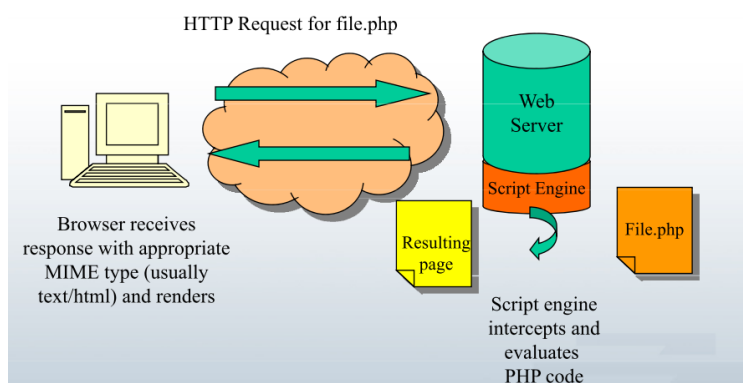 HTTP Request for file.php
Web
Server
Script Engine
Browser receives
response with appropriate
MIME type (usually
text/html) and renders
Resulting
page
File.php
Script engine
intercepts and
evaluates
PHP code